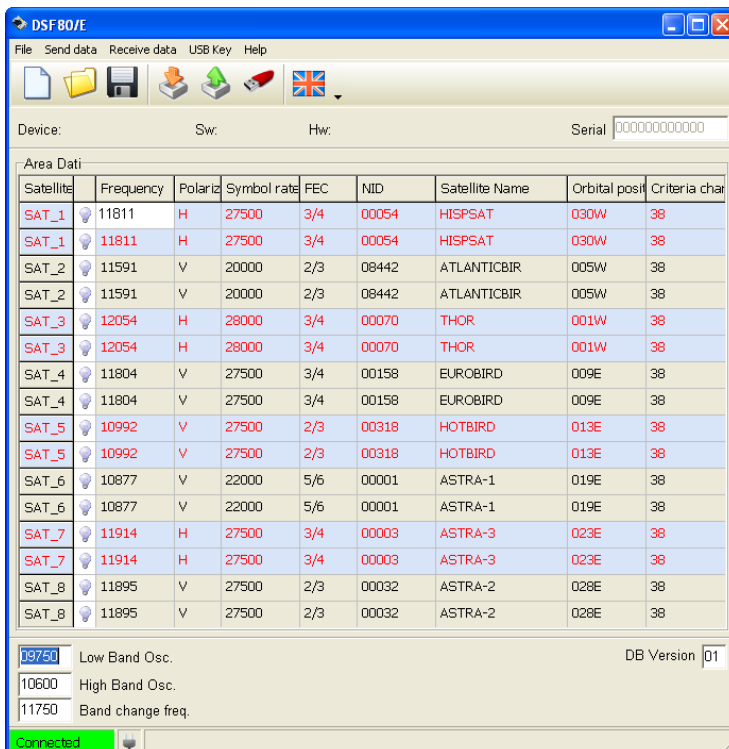 DSF80/E
File Send data Receive data USB Key Help
Device: Sw: Hw: Serial 000000000000
Area Dati
Satellite Frequency Polariz Symbol rate FEC NID Satellite Name Orbital posit Criteria char
SAT_1 11811 H 27500 3/4 00054 HISPSAT 030W 38
SAT_1 11811 H 27500 3/4 00054 HISPSAT 030W 38
SAT_2 11591 V 20000 2/3 08442 ATLANTICBIR 005W 38
SAT_2 11591 V 20000 2/3 08442 ATLANTICBIR 005W 38
SAT_3 12054 H 28000 3/4 00070 THOR 001W 38
SAT_3 12054 H 28000 3/4 00070 THOR 001W 38
SAT_4 11804 V 27500 3/4 00158 EUROBIRD 009E 38
SAT_4 11804 V 27500 3/4 00158 EUROBIRD 009E 38
SAT_5 10992 V 27500 2/3 00318 HOTBIRD 013E 38
SAT_5 10992 V 27500 2/3 00318 HOTBIRD 013E 38
SAT_6 10877 V 22000 5/6 00001 ASTRA-1 019E 38
SAT_6 10877 V 22000 5/6 00001 ASTRA-1 019E 38
SAT_7 11914 H 27500 3/4 00003 ASTRA-3 023E 38
SAT_7 11914 H 27500 3/4 00003 ASTRA-3 023E 38
SAT_8 11895 V 27500 2/3 00032 ASTRA-2 028E 38
SAT_8 11895 V 27500 2/3 00032 ASTRA-2 028E 38
09750 Low Band Osc. DB Version 01
10600 High Band Osc.
11750 Band change freq.
Connected